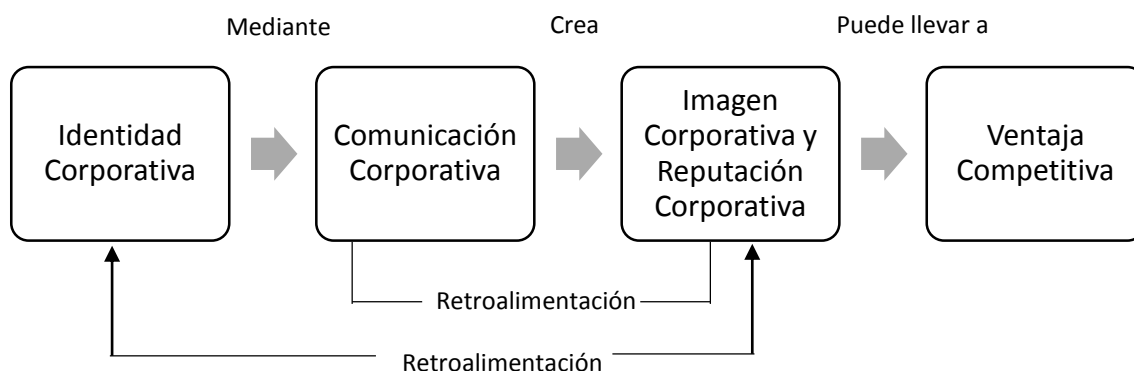 Mediante
Crea
Puede llevar a
Identidad
Corporativa
Comunicación
Corporativa
Imagen
Corporativa y
Reputación
Corporativa
Ventaja
Competitiva
Retroalimentación
Retroalimentación